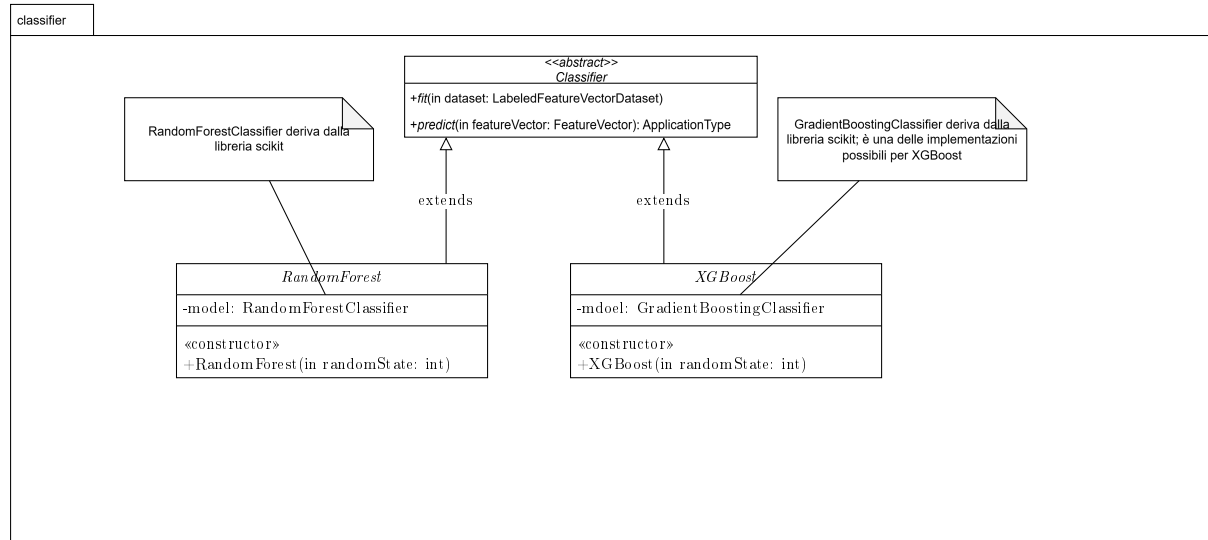 classifier
<<abstract>>
Classifier
+fit(in dataset: LabeledFeatureVectorDataset)
+predict(in featureVector: FeatureVector): ApplicationType
RandomForestClassifier deriva dalla
libreria scikit
GradientBoostingClassifier deriva dalla
libreria scikit; è una delle implementazioni
possibili per XGBoost
extends
extends
RandomForest
-model: RandomForestClassifier
«constructor»
+RandomForest(in randomState: int)
XGBoost
-mdoel: GradientBoostingClassifier
«constructor»
+XGBoost(in randomState: int)